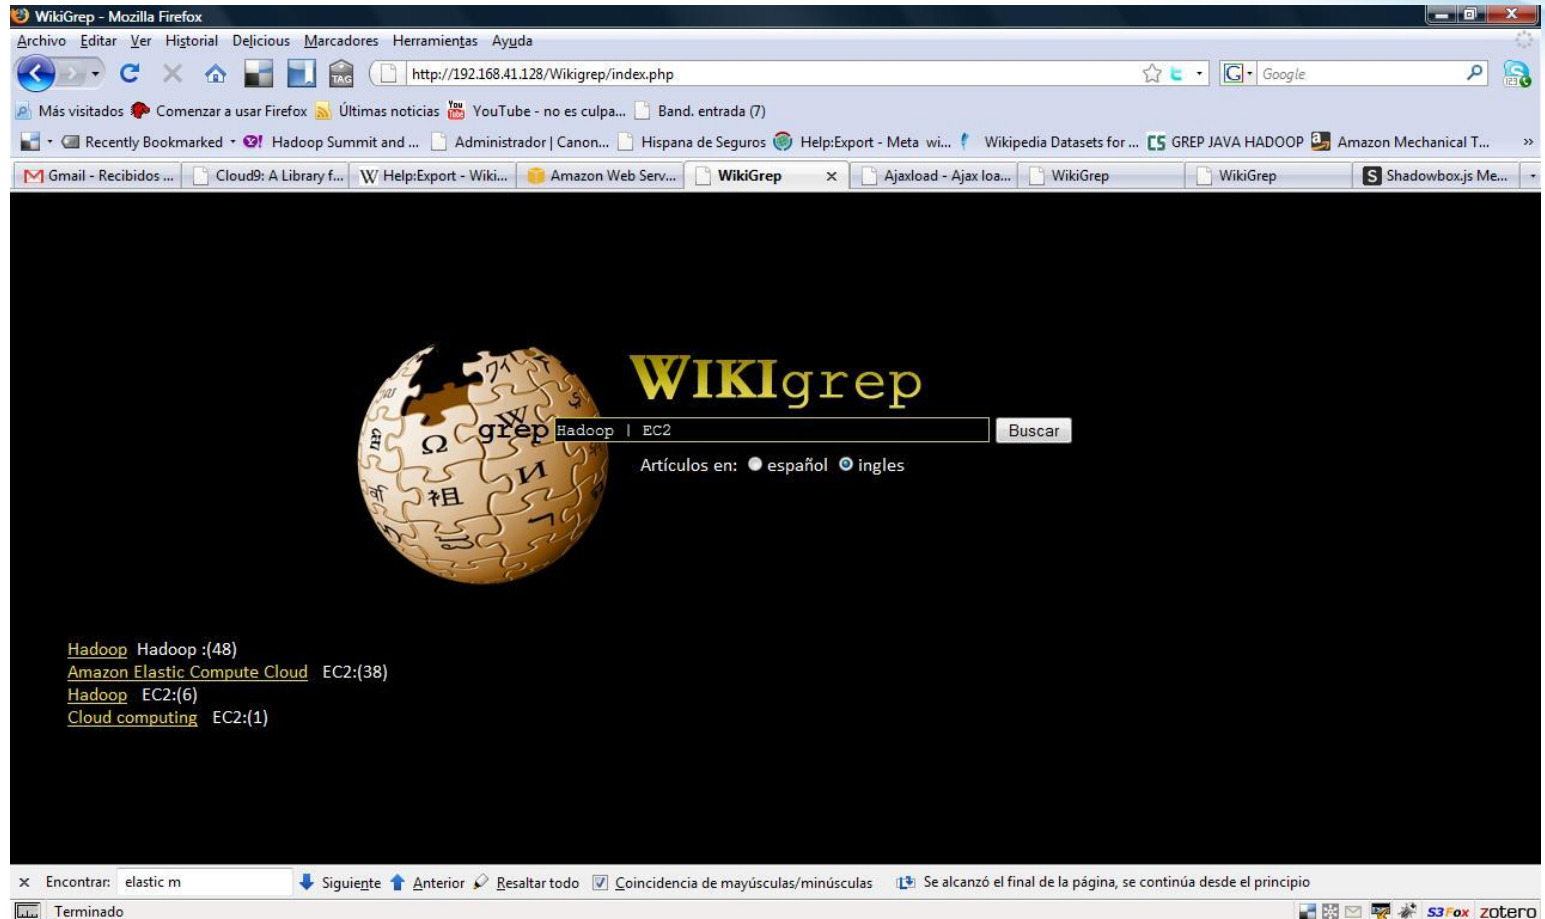 WikiGrep - Mozilla Firefox
Archivo Editar Ver Historial Delicious Marcadores Herramientas Ayuda
TAG http://192.168.41.128/Wikigrep/index.php G Google 123
Más visitados Comenzar a usar Firefox Últimas noticias You YouTube - no es culpa... Band. entrada (7)
Recently Bookmarked Hadoop Summit and ... Administrador | Canon... Hispana de Seguros Help:Export - Meta wi... Wikipedia Datasets for ... CS GREP JAVA HADOOP Amazon Mechanical T... »
Gmail - Recibidos ... Cloud9: A Library f... W Help:Export - Wiki... Amazon Web Serv... WikiGrep x Ajaxload - Ajax loa... WikiGrep WikiGrep S Shadowbox.js Me...
WIKIgrep
grep Hadoop | EC2 Buscar
Ω W И 祖
Artículos en: español ingles
Hadoop Hadoop :(48)
Amazon Elastic Compute Cloud EC2:(38)
Hadoop EC2:(6)
Cloud computing EC2:(1)
x Encontrar: elastic m Siguiente Anterior Resaltar todo Coincidencia de mayúsculas/minúsculas Se alcanzó el final de la página, se continúa desde el principio
Terminado S3Fox zotero